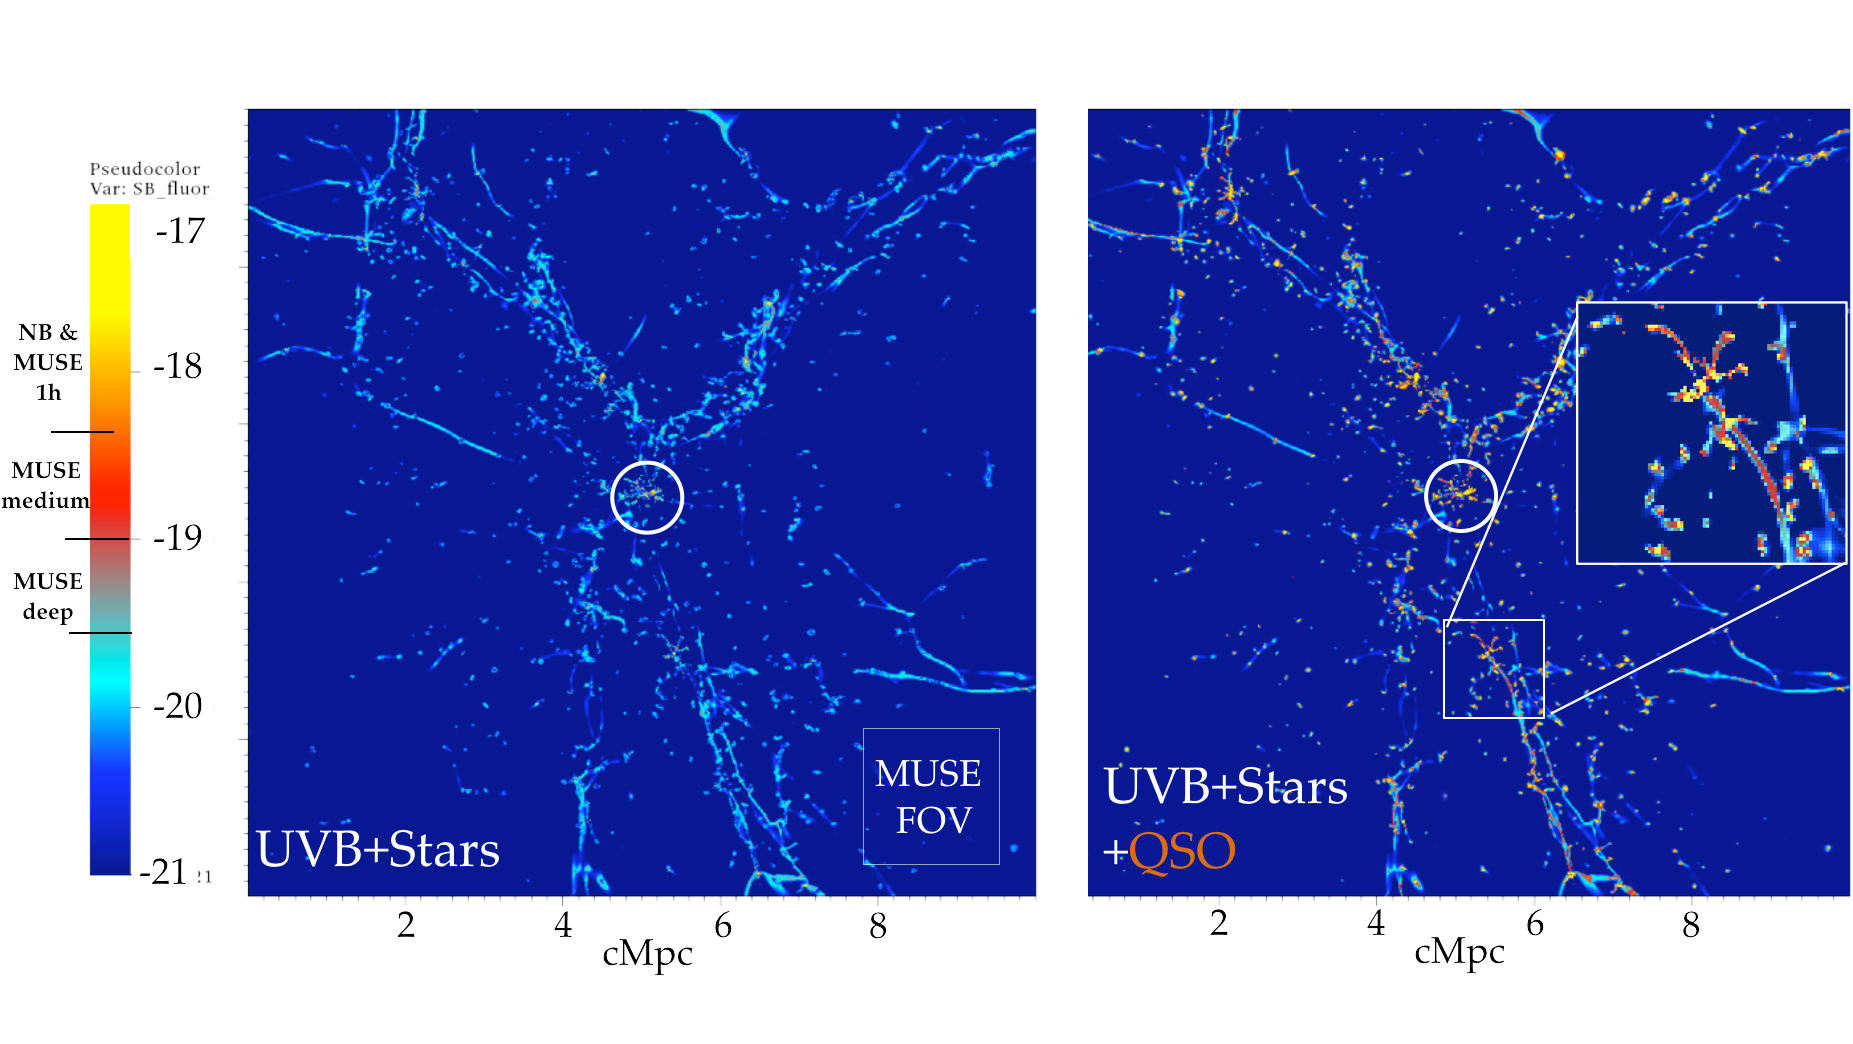 Pseudocolor
Var: SB_fluor
-17
NB &
MUSE
1h
-18
MUSE
medium
-19
MUSE
deep
-20
-21
21
UVB+Stars
MUSE
FOV
2 4 6 8
cMpc
UVB+Stars
+QSO
2 4 6 8
cMpc